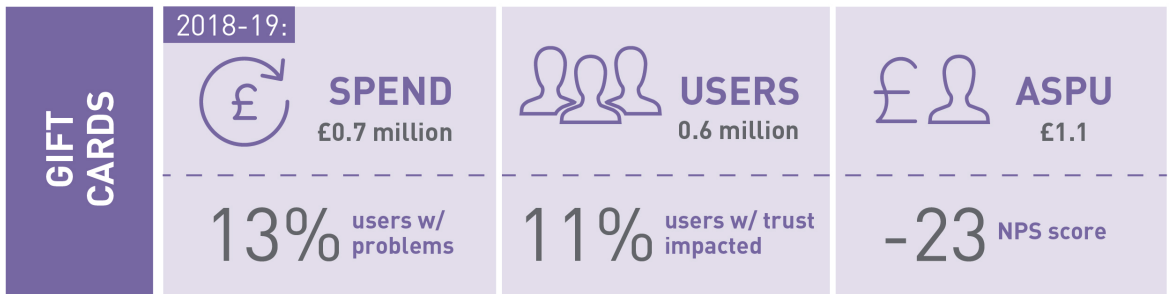 GIFT
CARDS
2018-19:
£
SPEND
£0.7 million
USERS
0.6 million
£
ASPU
£1.1
13%
users w/
problems
11%
users w/ trust
impacted
-23
NPS score